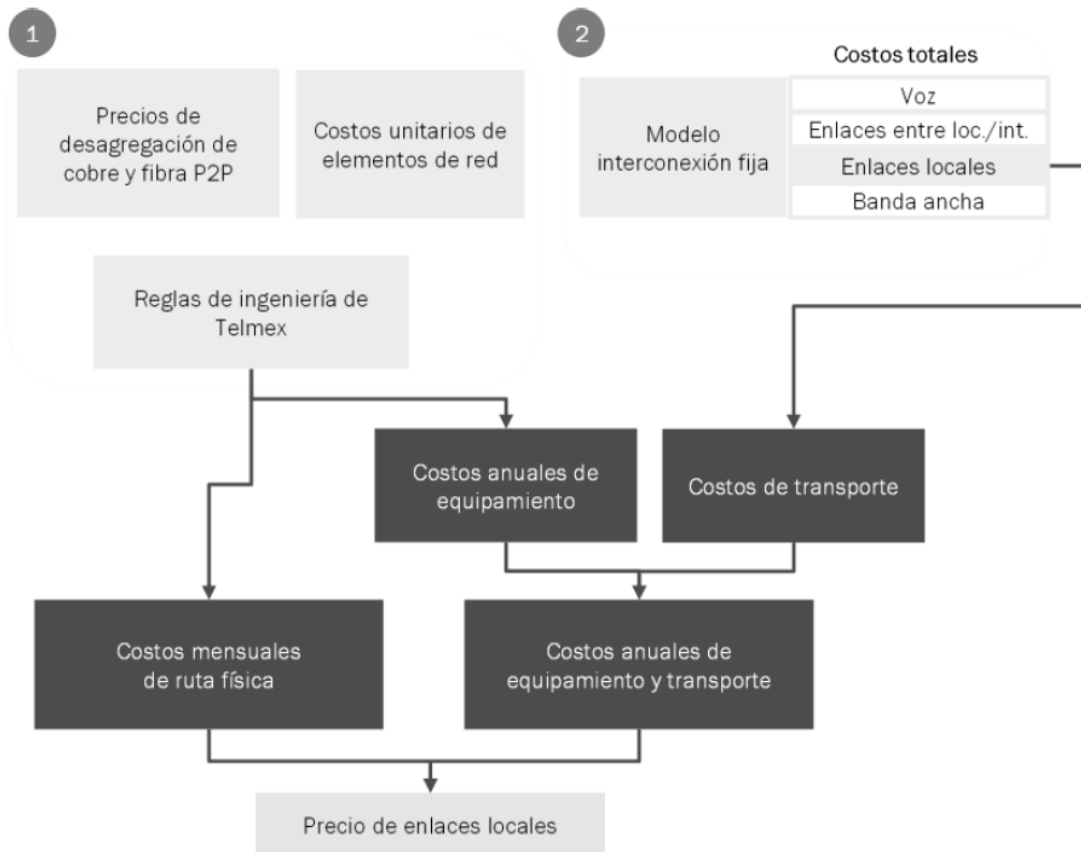 1
Precios de
desagregación de
cobre y fibra P2P
Costos unitarios de
elementos de red
Reglas de ingeniería de
Telmex
2
Costos totales
Modelo
interconexión fija
Voz
Enlaces entre loc./int.
Enlaces locales
Banda ancha
Costos anuales de
equipamiento
Costos de transporte
Costos mensuales
de ruta física
Costos anuales de
equipamiento y transporte
Precio de enlaces locales